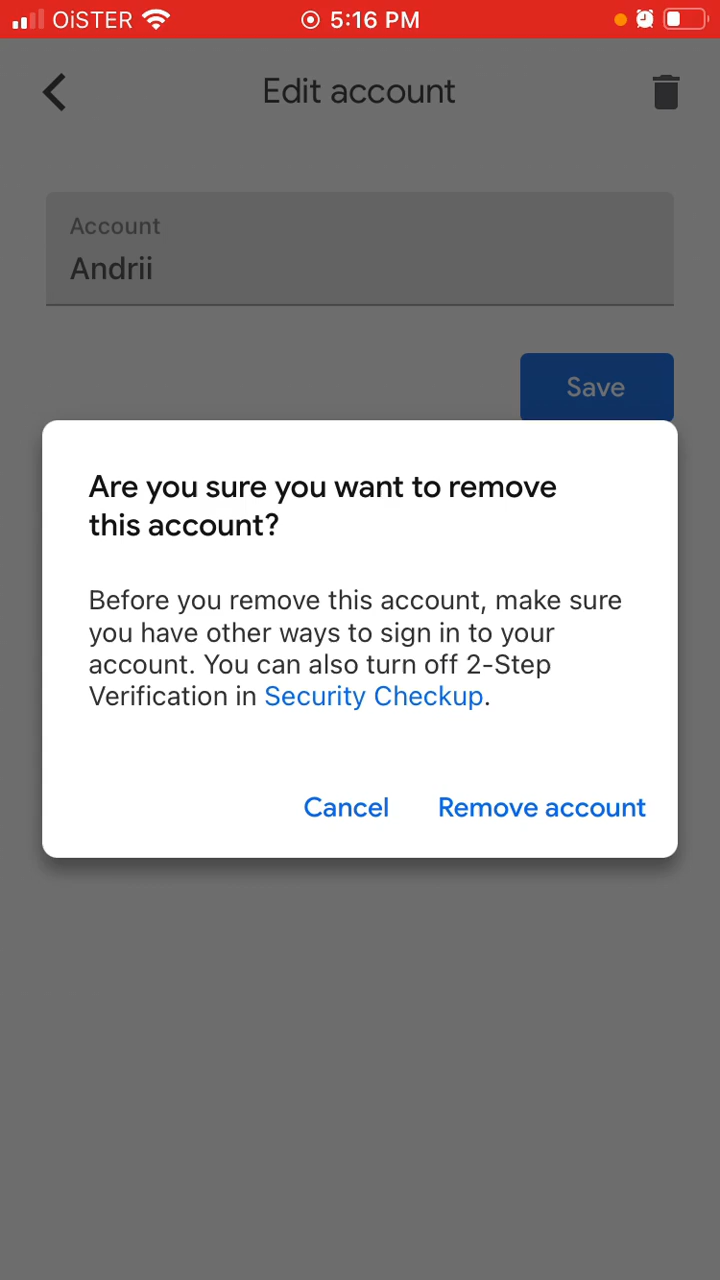 OiSTER 5:16 PM
Edit account
Account
Andrii
Save
Are you sure you want to remove
this account?
Before you remove this account, make sure
you have other ways to sign in to your
account. You can also turn off 2-Step
Verification in Security Checkup.
Cancel Remove account